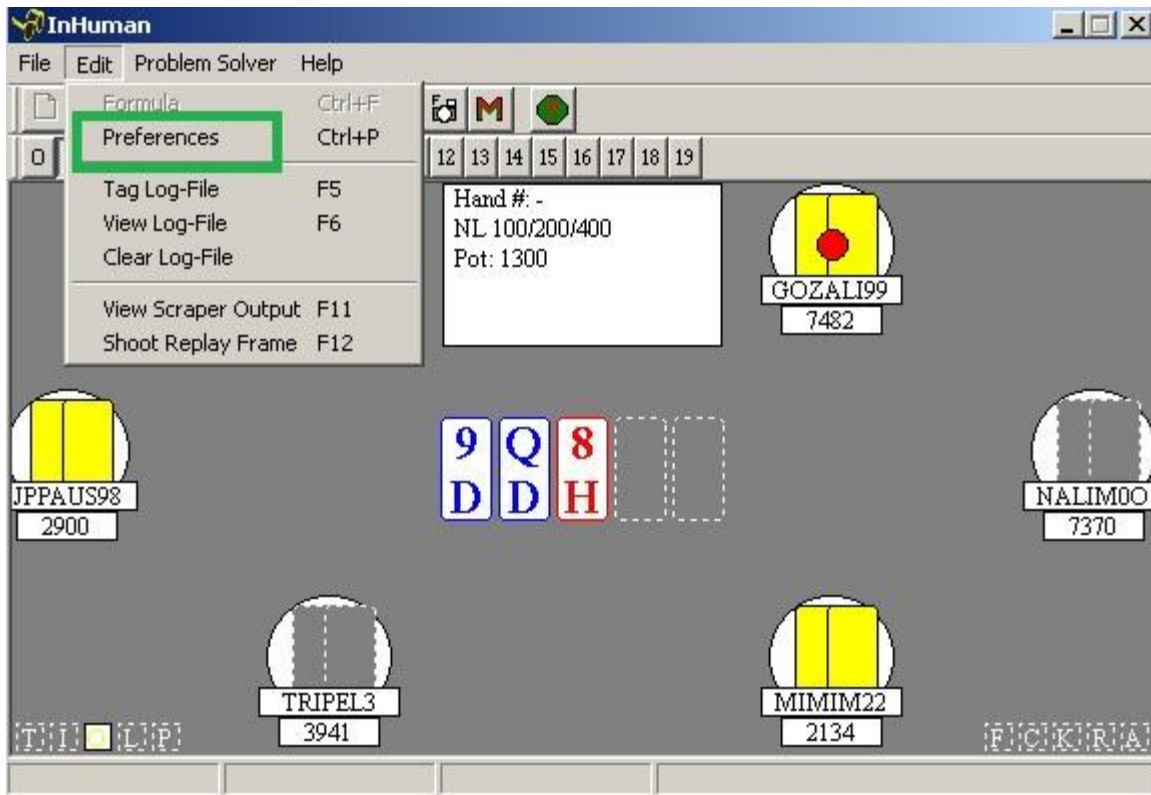 InHuman
File Edit Problem Solver Help
Formula Ctrl+F
Preferences Ctrl+P
Tag Log-File F5
View Log-File F6
Clear Log-File
View Scraper Output F11
Shoot Replay Frame F12
M
0 12 13 14 15 16 17 18 19
Hand #: -
NL 100/200/400
Pot: 1300
GOZALI99
7482
JPPAUS98
2900
9 Q 8
D D H
NALIM0O
7370
TRIPEL3
3941
MIMIM22
2134
T I O L P
F C K R A